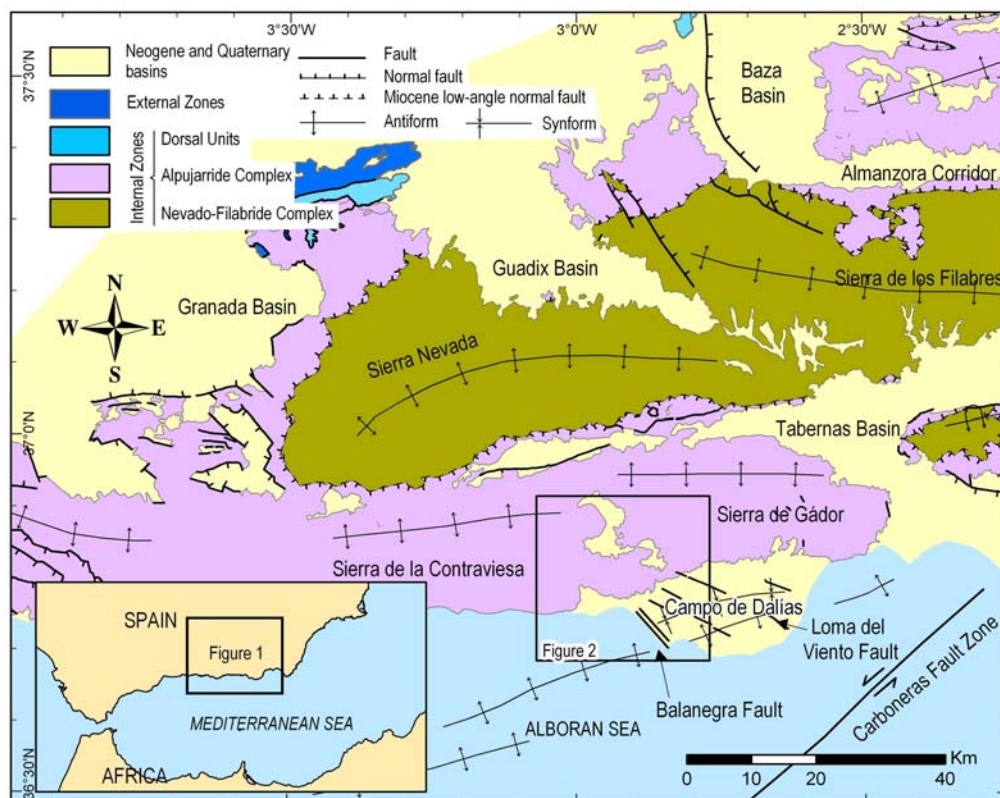 3°30'W
3°0'W
2°30'W
37°30'N
37°0'N
36°30'N
Neogene and Quaternary
basins
External Zones
Internal Zones
Dorsal Units
Alpujarride Complex
Nevado-Filabride Complex
Fault
Normal fault
Miocene low-angle normal fault
Antiform
Synform
Baza
Basin
Almanzora Corridor
Guadix Basin
Sierra de los Filabres
Granada Basin
N
W
E
S
Sierra Nevada
Tabernas Basin
Sierra de Gádor
Sierra de la Contraviesa
Campo de Dalías
Loma del
Viento Fault
Figure 2
Balanegra Fault
Carboneras Fault Zone
ALBORAN SEA
SPAIN
Figure 1
MEDITERRANEAN SEA
AFRICA
Km
0
10
20
40